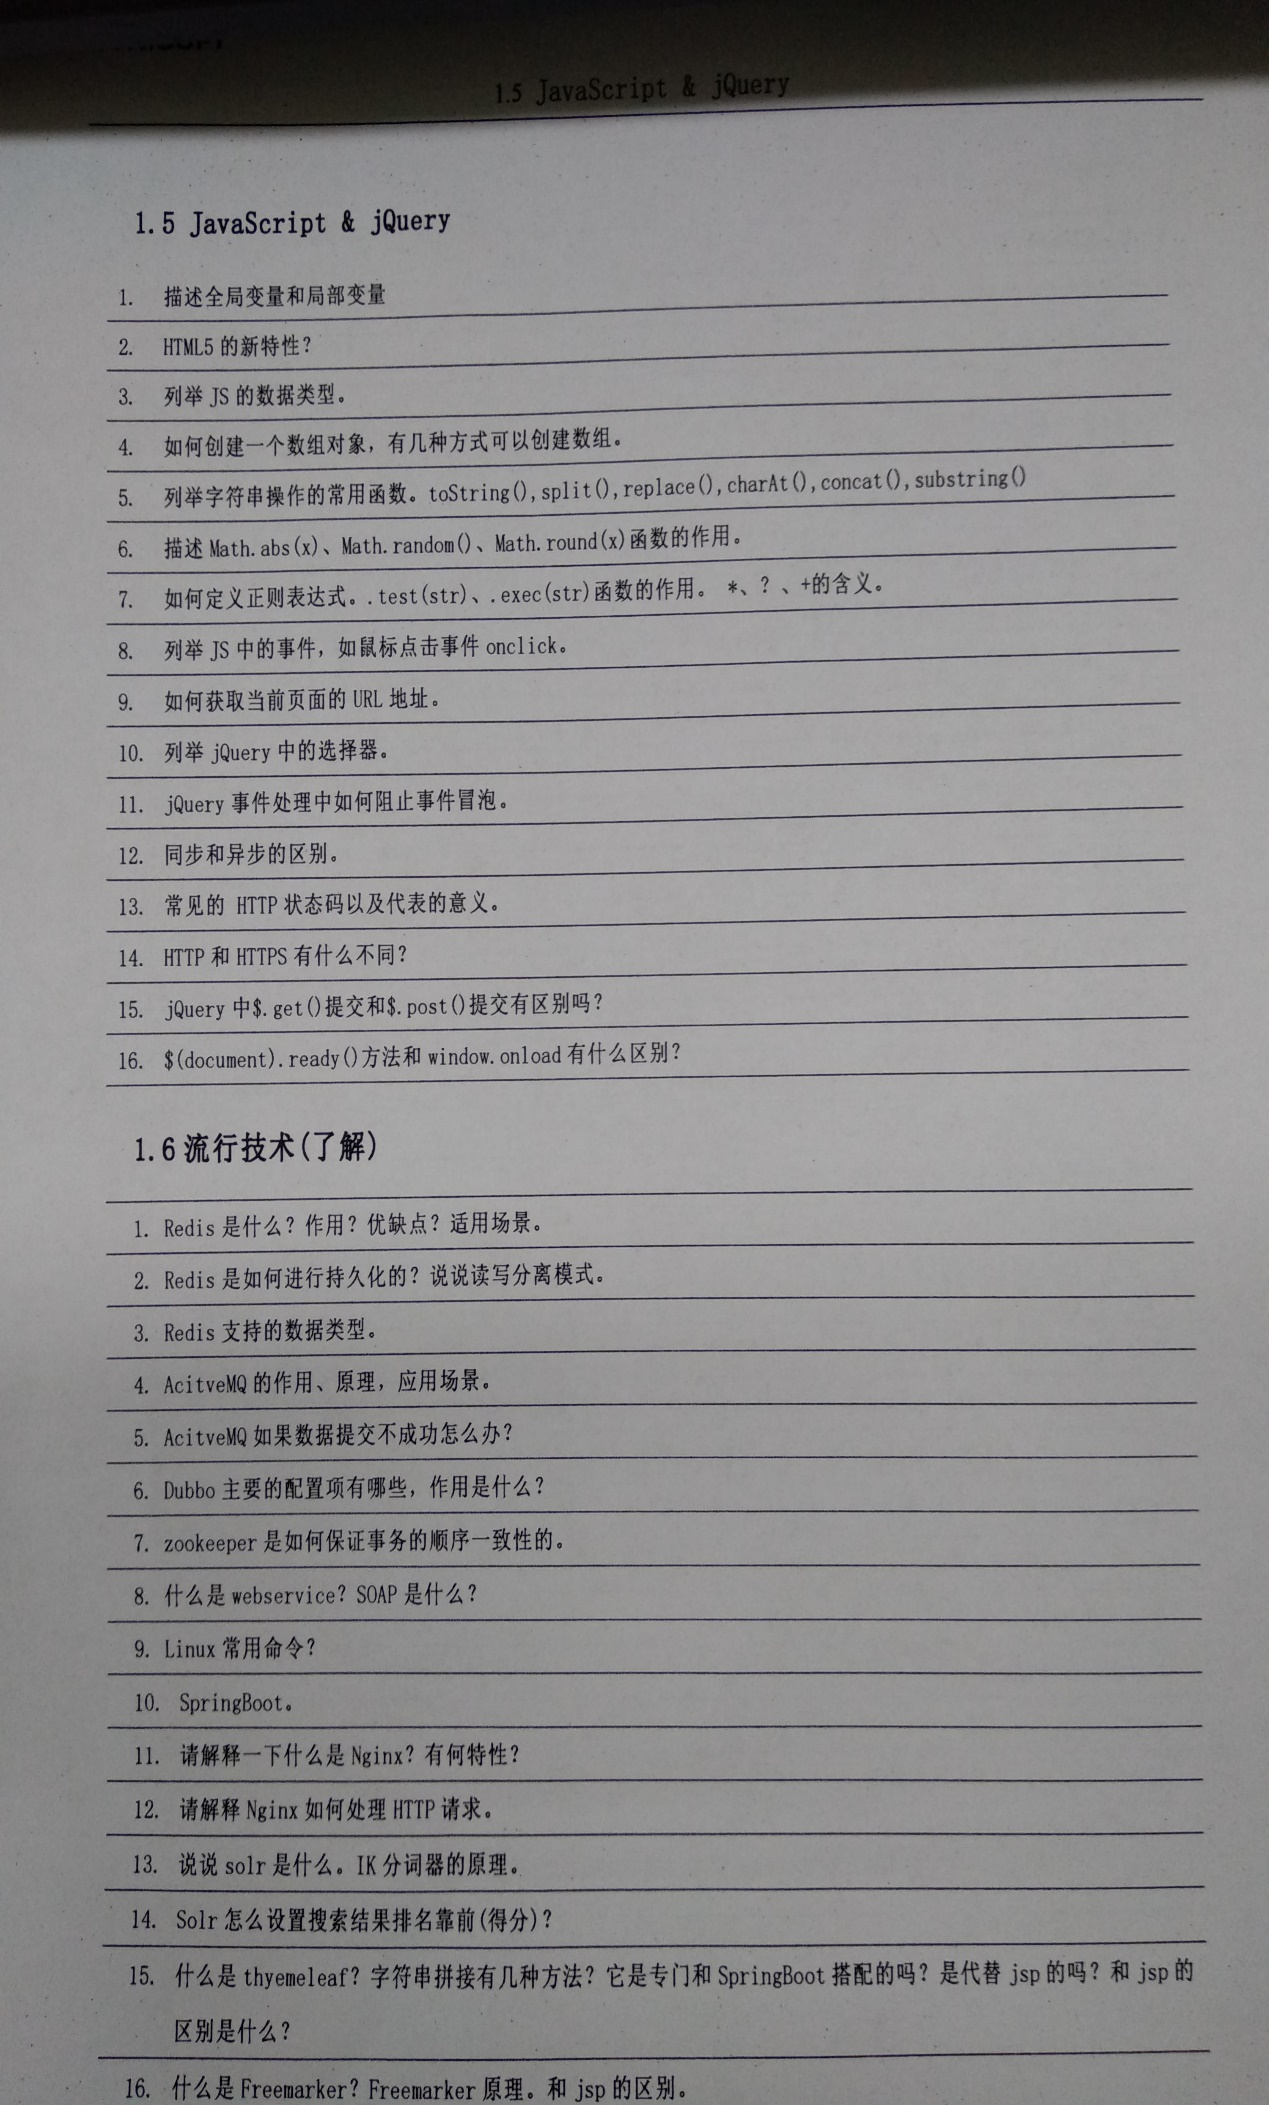 1.5 JavaScript & jQuery
1.5 JavaScript & jQuery
1. 描述全局变量和局部变量
2. HTML5 的新特性？
3. 列举 JS 的数据类型。
4. 如何创建一个数组对象，有几种方式可以创建数组。
5. 列举字符串操作的常用函数。toString(),split(),replace(),charAt(),concat(),substring()
6. 描述 Math.abs(x)、Math.random()、Math.round(x)函数的作用。
7. 如何定义正则表达式。.test(str)、.exec(str)函数的作用。 *、？、+的含义。
8. 列举 JS 中的事件，如鼠标点击事件 onclick。
9. 如何获取当前页面的 URL 地址。
10. 列举 jQuery 中的选择器。
11. jQuery 事件处理中如何阻止事件冒泡。
12. 同步和异步的区别。
13. 常见的 HTTP 状态码以及代表的意义。
14. HTTP 和 HTTPS 有什么不同？
15. jQuery 中$.get()提交和$.post()提交有区别吗？
16. $(document).ready()方法和 window.onload 有什么区别？
1.6 流行技术(了解)
1. Redis 是什么？作用？优缺点？适用场景。
2. Redis 是如何进行持久化的？说说读写分离模式。
3. Redis 支持的数据类型。
4. AcitveMQ 的作用、原理，应用场景。
5. AcitveMQ 如果数据提交不成功怎么办？
6. Dubbo 主要的配置项有哪些，作用是什么？
7. zookeeper 是如何保证事务的顺序一致性的。
8. 什么是 webservice？SOAP 是什么？
9. Linux 常用命令？
10. SpringBoot。
11. 请解释一下什么是 Nginx？有何特性？
12. 请解释 Nginx 如何处理 HTTP 请求。
13. 说说 solr 是什么。IK 分词器的原理。
14. Solr 怎么设置搜索结果排名靠前(得分)？
15. 什么是 thyemeleaf？字符串拼接有几种方法？它是专门和 SpringBoot 搭配的吗？是代替 jsp 的吗？和 jsp 的
区别是什么？
16. 什么是 Freemarker？Freemarker 原理。和 jsp 的区别。